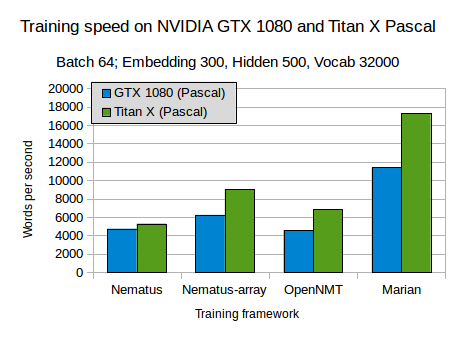 Training speed on NVIDIA GTX 1080 and Titan X Pascal
Batch 64; Embedding 300, Hidden 500, Vocab 32000
GTX 1080 (Pascal)
Titan X (Pascal)
Words per second
20000
18000
16000
14000
12000
10000
8000
6000
4000
2000
0
Nematus Nematus-array OpenNMT Marian
Training framework